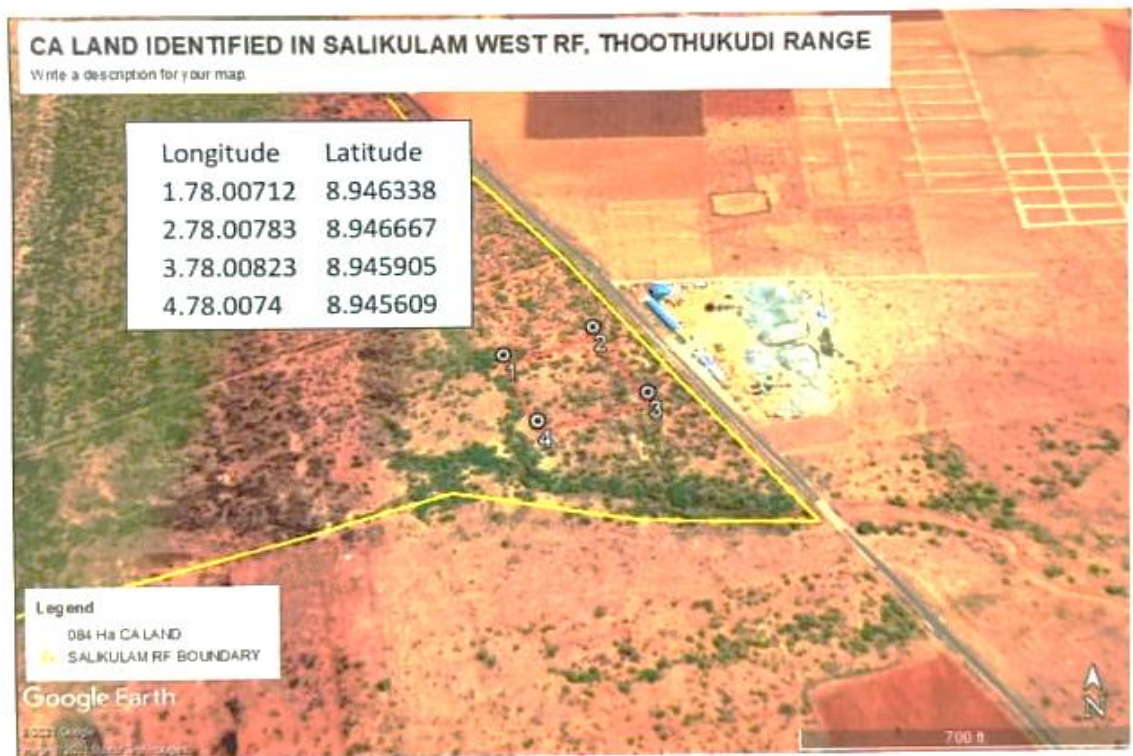 CA LAND IDENTIFIED IN SALIKULAM WEST RF, THOOTHUKUDI RANGE
Write a description for your map.
Longitude Latitude
1.78.00712 8.946338
2.78.00783 8.946667
3.78.00823 8.945905
4.78.0074 8.945609
2
1
3
4
Legend
084 Ha CA LAND
SALIKULAM RF BOUNDARY
Google Earth
Google
N
700 ft